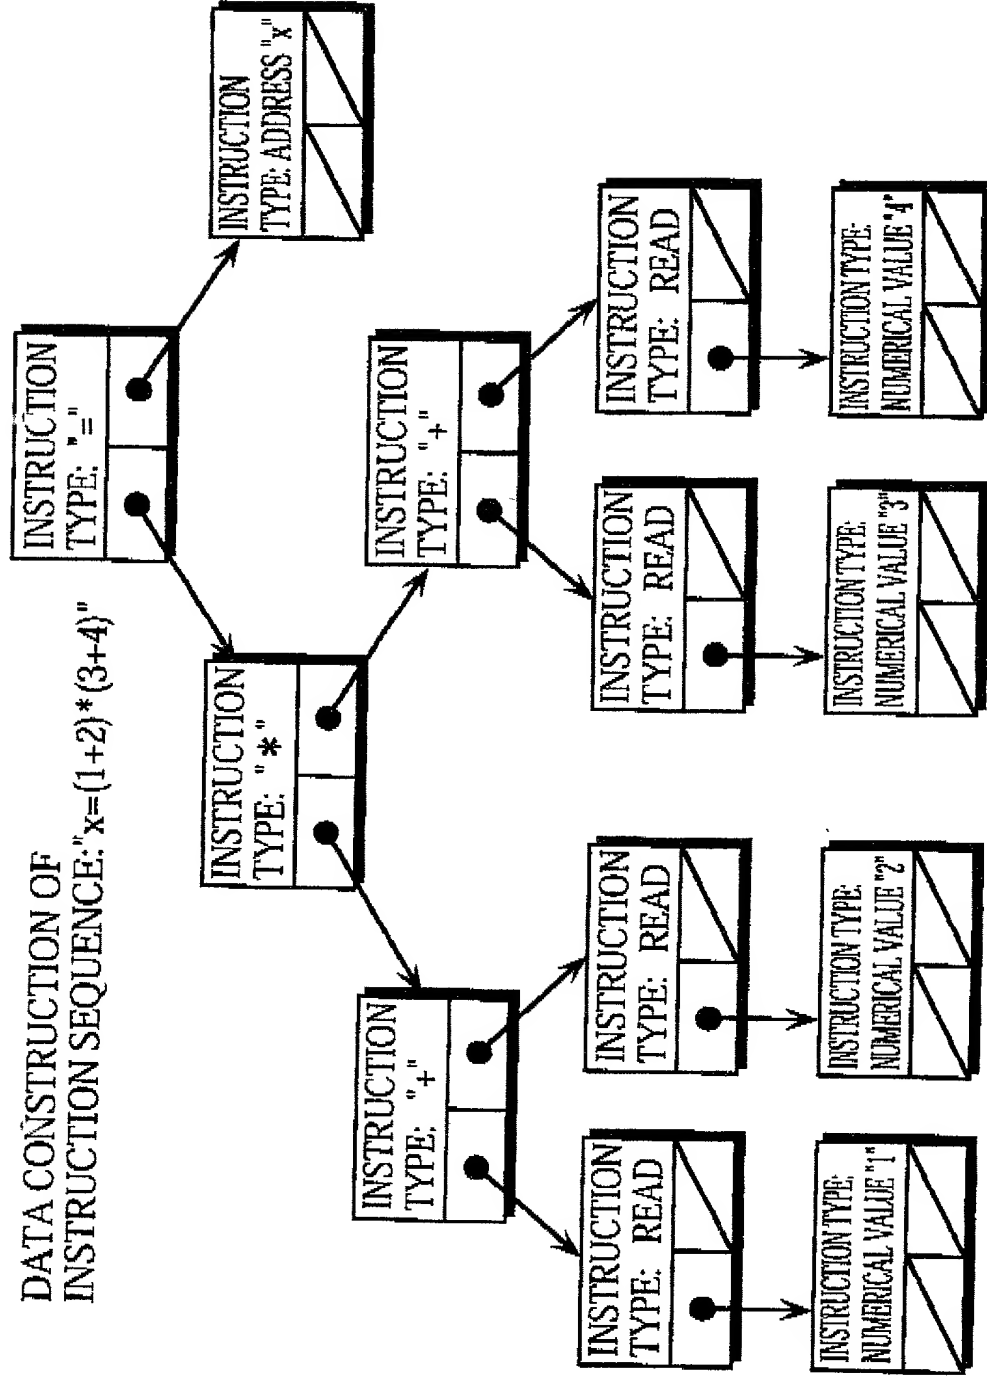 DATA CONSTRUCTION OF
INSTRUCTION SEQUENCE:"x=(1+2)*(3+4)"
INSTRUCTION
TYPE: "="
INSTRUCTION
TYPE: ADDRESS "x"
INSTRUCTION
TYPE: "*"
INSTRUCTION
TYPE: "+"
INSTRUCTION
TYPE: "+"
INSTRUCTION
TYPE: READ
INSTRUCTION
TYPE: READ
INSTRUCTION
TYPE: READ
INSTRUCTION
TYPE: READ
INSTRUCTION TYPE:
NUMERICAL VALUE "1"
INSTRUCTION TYPE:
NUMERICAL VALUE "2"
INSTRUCTION TYPE:
NUMERICAL VALUE "3"
INSTRUCTION TYPE:
NUMERICAL VALUE "4"